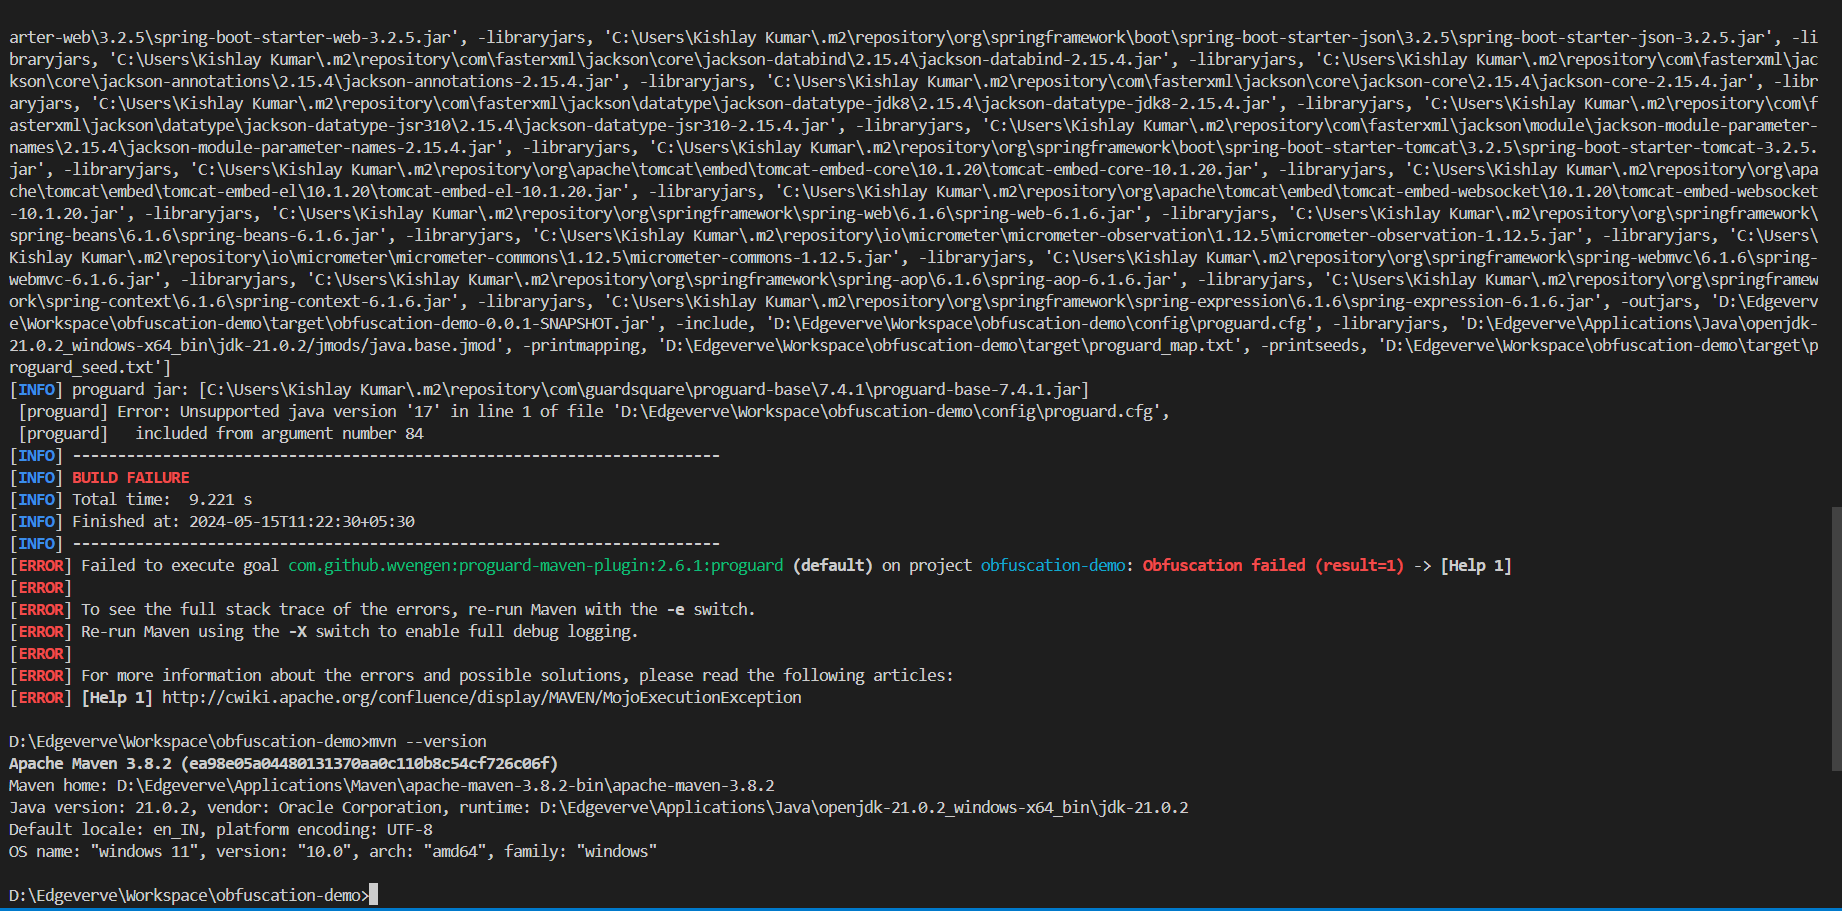 arter-web\3.2.5\spring-boot-starter-web-3.2.5.jar', -libraryjars, 'C:\Users\Kishlay Kumar\.m2\repository\org\springframework\boot\spring-boot-starter-json\3.2.5\spring-boot-starter-json-3.2.5.jar', -li
braryjars, 'C:\Users\Kishlay Kumar\.m2\repository\com\fasterxml\jackson\core\jackson-databind\2.15.4\jackson-databind-2.15.4.jar', -libraryjars, 'C:\Users\Kishlay Kumar\.m2\repository\com\fasterxml\jac
kson\core\jackson-annotations\2.15.4\jackson-annotations-2.15.4.jar', -libraryjars, 'C:\Users\Kishlay Kumar\.m2\repository\com\fasterxml\jackson\core\jackson-core\2.15.4\jackson-core-2.15.4.jar', -libr
aryjars, 'C:\Users\Kishlay Kumar\.m2\repository\com\fasterxml\jackson\datatype\jackson-datatype-jdk8\2.15.4\jackson-datatype-jdk8-2.15.4.jar', -libraryjars, 'C:\Users\Kishlay Kumar\.m2\repository\com\f
asterxml\jackson\datatype\jackson-datatype-jsr310\2.15.4\jackson-datatype-jsr310-2.15.4.jar', -libraryjars, 'C:\Users\Kishlay Kumar\.m2\repository\com\fasterxml\jackson\module\jackson-module-parameter-
names\2.15.4\jackson-module-parameter-names-2.15.4.jar', -libraryjars, 'C:\Users\Kishlay Kumar\.m2\repository\org\springframework\boot\spring-boot-starter-tomcat\3.2.5\spring-boot-starter-tomcat-3.2.5.
jar', -libraryjars, 'C:\Users\Kishlay Kumar\.m2\repository\org\apache\tomcat\embed\tomcat-embed-core\10.1.20\tomcat-embed-core-10.1.20.jar', -libraryjars, 'C:\Users\Kishlay Kumar\.m2\repository\org\apa
che\tomcat\embed\tomcat-embed-el\10.1.20\tomcat-embed-el-10.1.20.jar', -libraryjars, 'C:\Users\Kishlay Kumar\.m2\repository\org\apache\tomcat\embed\tomcat-embed-websocket\10.1.20\tomcat-embed-websocket
-10.1.20.jar', -libraryjars, 'C:\Users\Kishlay Kumar\.m2\repository\org\springframework\spring-web\6.1.6\spring-web-6.1.6.jar', -libraryjars, 'C:\Users\Kishlay Kumar\.m2\repository\org\springframework\
spring-beans\6.1.6\spring-beans-6.1.6.jar', -libraryjars, 'C:\Users\Kishlay Kumar\.m2\repository\io\micrometer\micrometer-observation\1.12.5\micrometer-observation-1.12.5.jar', -libraryjars, 'C:\Users\
Kishlay Kumar\.m2\repository\io\micrometer\micrometer-commons\1.12.5\micrometer-commons-1.12.5.jar', -libraryjars, 'C:\Users\Kishlay Kumar\.m2\repository\org\springframework\spring-webmvc\6.1.6\spring-
webmvc-6.1.6.jar', -libraryjars, 'C:\Users\Kishlay Kumar\.m2\repository\org\springframework\spring-aop\6.1.6\spring-aop-6.1.6.jar', -libraryjars, 'C:\Users\Kishlay Kumar\.m2\repository\org\springframew
ork\spring-context\6.1.6\spring-context-6.1.6.jar', -libraryjars, 'C:\Users\Kishlay Kumar\.m2\repository\org\springframework\spring-expression\6.1.6\spring-expression-6.1.6.jar', -outjars, 'D:\Edgeverv
e\Workspace\obfuscation-demo\target\obfuscation-demo-0.0.1-SNAPSHOT.jar', -include, 'D:\Edgeverve\Workspace\obfuscation-demo\config\proguard.cfg', -libraryjars, 'D:\Edgeverve\Applications\Java\openjdk-
21.0.2_windows-x64_bin\jdk-21.0.2/jmods/java.base.jmod', -printmapping, 'D:\Edgeverve\Workspace\obfuscation-demo\target\proguard_map.txt', -printseeds, 'D:\Edgeverve\Workspace\obfuscation-demo\target\p
roguard_seed.txt']
[INFO] proguard jar: [C:\Users\Kishlay Kumar\.m2\repository\com\guardsquare\proguard-base\7.4.1\proguard-base-7.4.1.jar]
[proguard] Error: Unsupported java version '17' in line 1 of file 'D:\Edgeverve\Workspace\obfuscation-demo\config\proguard.cfg',
[proguard]   included from argument number 84
[INFO] ------------------------------------------------------------------------
[INFO] BUILD FAILURE
[INFO] Total time:  9.221 s
[INFO] Finished at: 2024-05-15T11:22:30+05:30
[INFO] ------------------------------------------------------------------------
[ERROR] Failed to execute goal com.github.wvengen:proguard-maven-plugin:2.6.1:proguard (default) on project obfuscation-demo: Obfuscation failed (result=1) -> [Help 1]
[ERROR]
[ERROR] To see the full stack trace of the errors, re-run Maven with the -e switch.
[ERROR] Re-run Maven using the -X switch to enable full debug logging.
[ERROR]
[ERROR] For more information about the errors and possible solutions, please read the following articles:
[ERROR] [Help 1] http://cwiki.apache.org/confluence/display/MAVEN/MojoExecutionException
D:\Edgeverve\Workspace\obfuscation-demo>mvn --version
Apache Maven 3.8.2 (ea98e05a04480131370aa0c110b8c54cf726c06f)
Maven home: D:\Edgeverve\Applications\Maven\apache-maven-3.8.2-bin\apache-maven-3.8.2
Java version: 21.0.2, vendor: Oracle Corporation, runtime: D:\Edgeverve\Applications\Java\openjdk-21.0.2_windows-x64_bin\jdk-21.0.2
Default locale: en_IN, platform encoding: UTF-8
OS name: "windows 11", version: "10.0", arch: "amd64", family: "windows"
D:\Edgeverve\Workspace\obfuscation-demo>